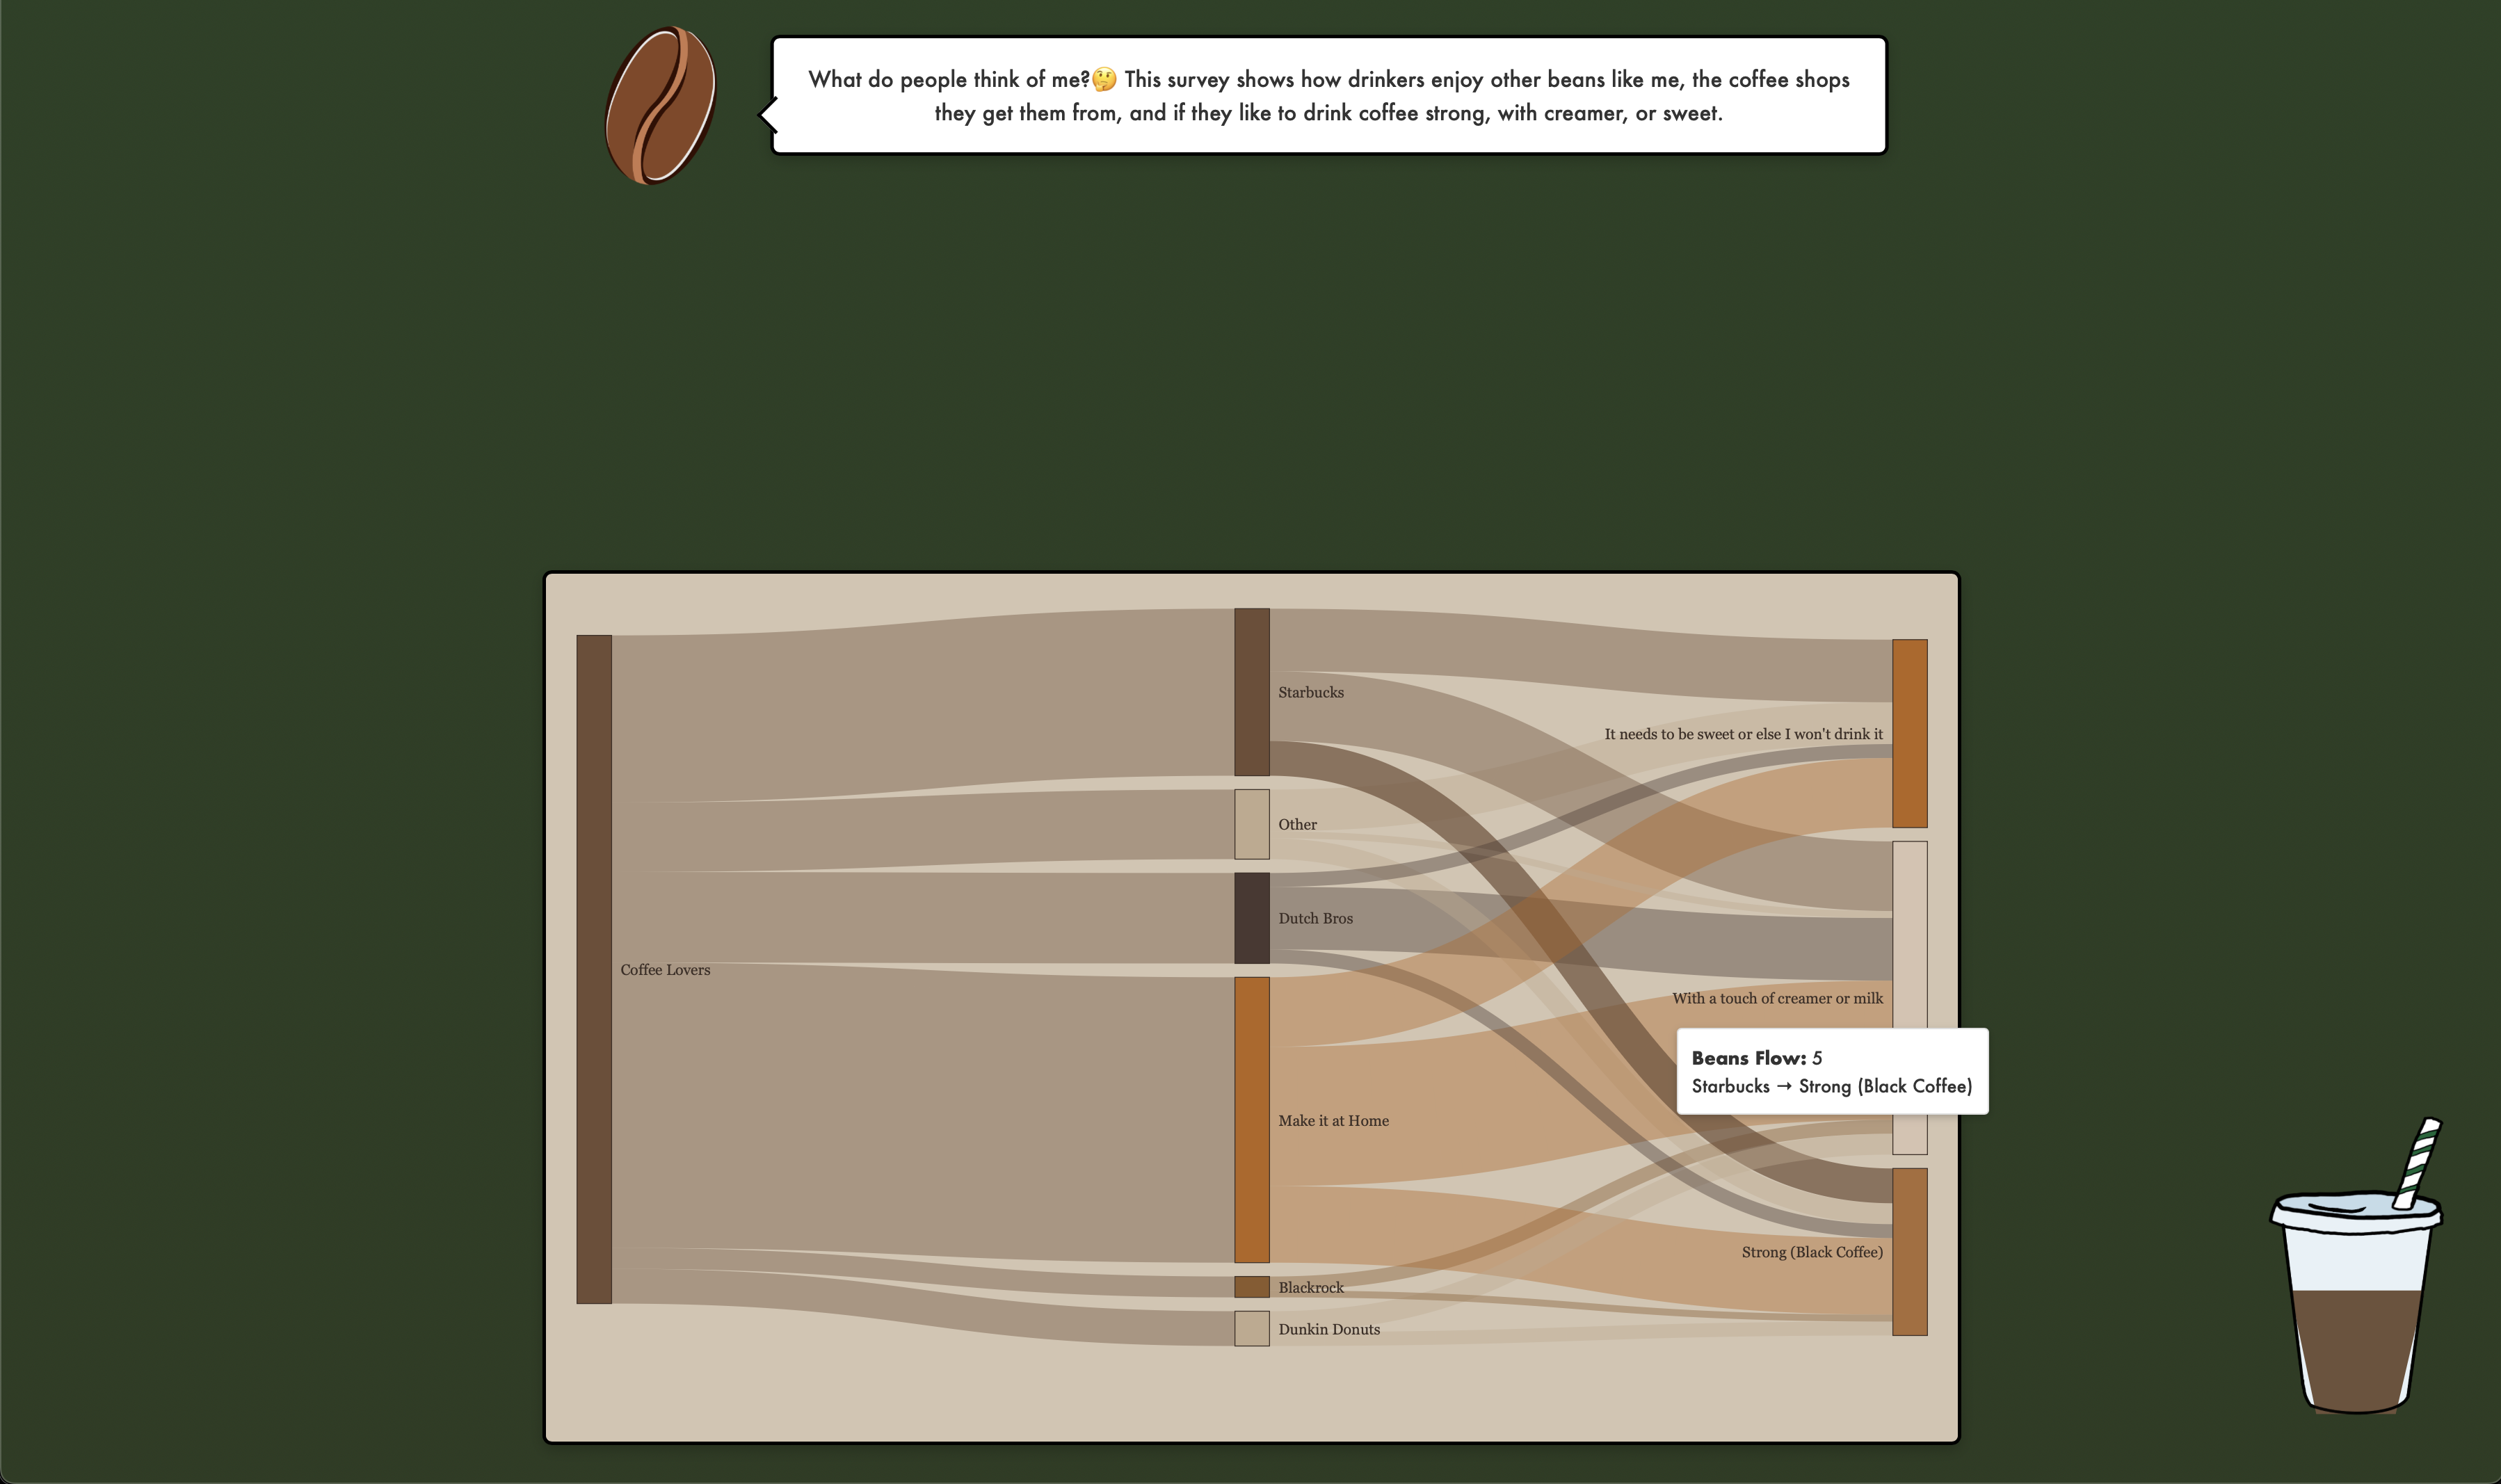 What do people think of me?🤔 This survey shows how drinkers enjoy other beans like me, the coffee shops
they get them from, and if they like to drink coffee strong, with creamer, or sweet.
Starbucks
It needs to be sweet or else I won't drink it
Other
Dutch Bros
Coffee Lovers
With a touch of creamer or milk
Beans Flow: 5
Starbucks → Strong (Black Coffee)
Make it at Home
Strong (Black Coffee)
Blackrock
Dunkin Donuts